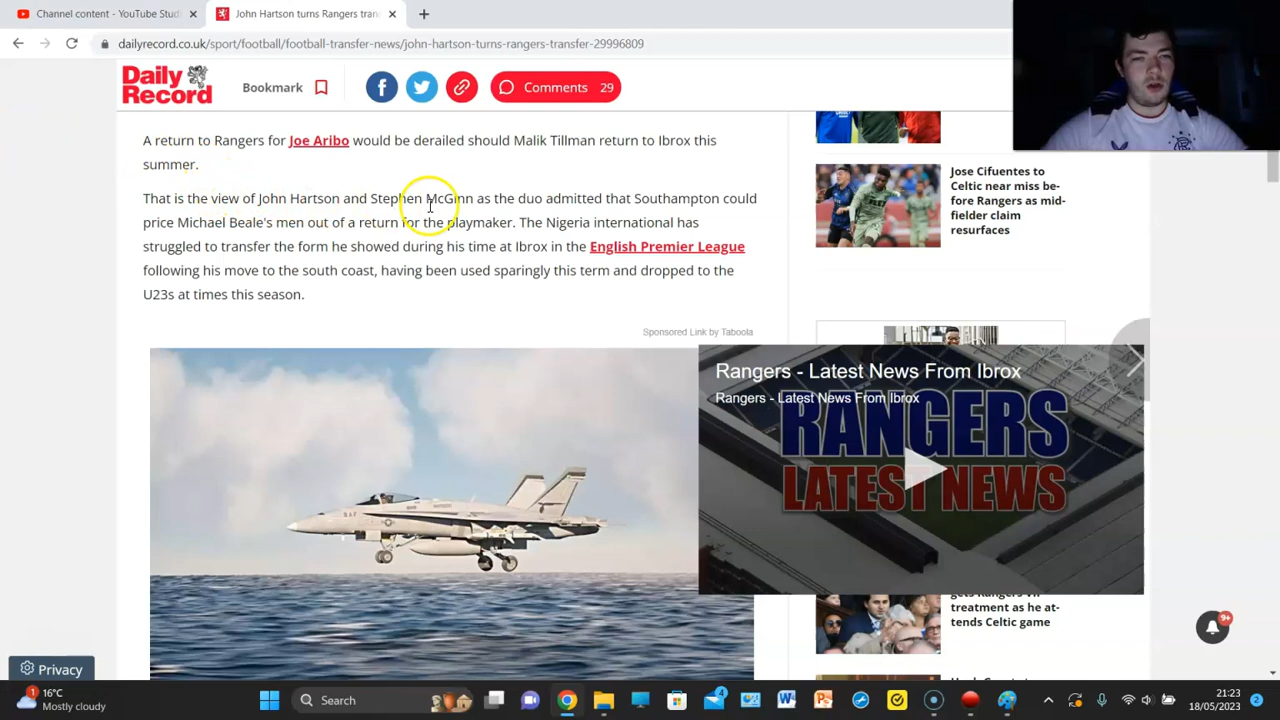 Channel content - YouTube Stud
John Hartson turns Rangers tran
dailyrecord.co.uk/sport/football/football-transfer-news/john-hartson-turns-rangers-transfer-29996809
Daily
Record
Bookmark
Comments 29
A return to Rangers for Joe Aribo would be derailed should Malik Tillman return to Ibrox this
summer.
That is the view of John Hartson and Stephen McGinn as the duo admitted that Southampton could
price Michael Beale's men out of a return for the playmaker. The Nigeria international has
struggled to transfer the form he showed during his time at Ibrox in the English Premier League
following his move to the south coast, having been used sparingly this term and dropped to the
U23s at times this season.
Sponsored Link by Taboola
Jose Cifuentes to
Celtic near miss be-
fore Rangers as mid-
fielder claim
resurfaces
Rangers - Latest News From Ibrox
Rangers - Latest News From Ibrox
RANGERS
LATEST NEWS
gets Rangers VIP
treatment as he at-
tends Celtic game
Privacy
9+
16°C
Mostly cloudy
Search
4
21:23
18/05/2023
2